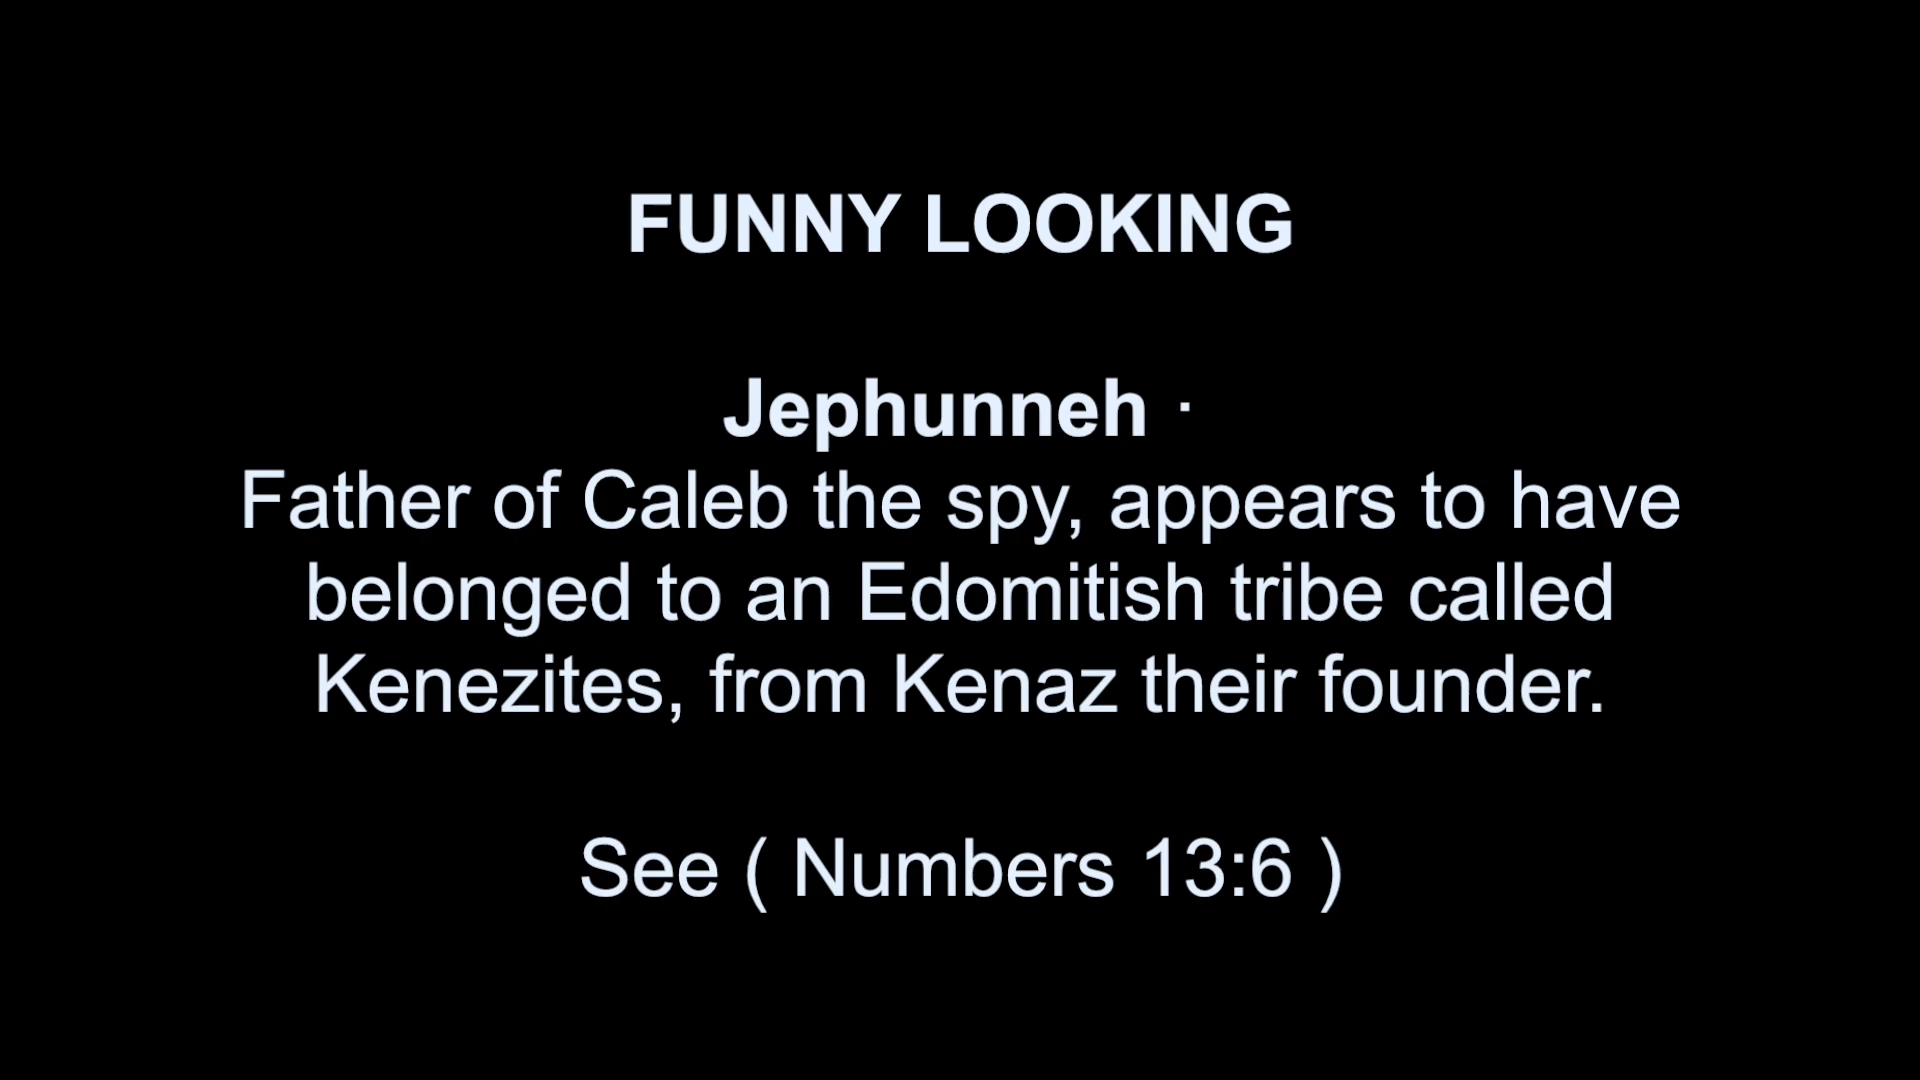 FUNNY LOOKING
Jephunneh ·
Father of Caleb the spy, appears to have
belonged to an Edomitish tribe called
Kenezites, from Kenaz their founder.
See ( Numbers 13:6 )